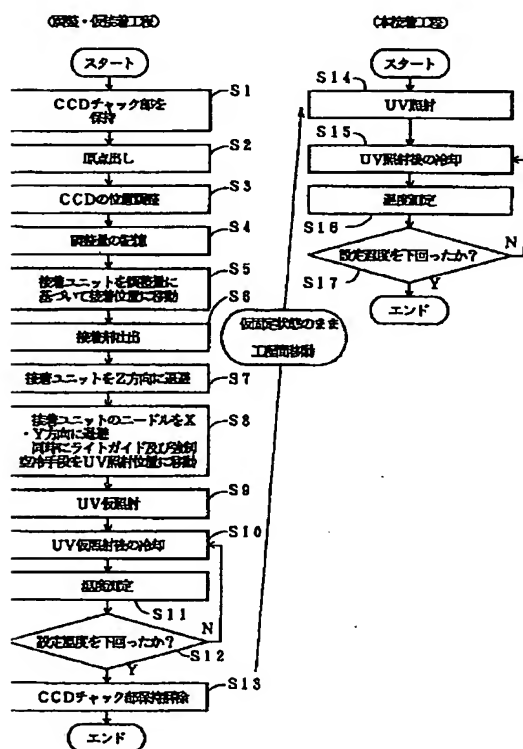 (調整・仮接着工程)
スタート
S1
CCDチャック部を
保持
S2
原点出し
S3
CCDの位置調整
S4
調整量の記憶
S5
接着ユニットを調整量に
基づいて接着位置に移動
S6
接着剤吐出
接着ユニットをZ方向に退避
S7
接着ユニットのニードルをX
・Y方向に退避
同時にライトガイド及び強制
空冷手段をUV照射位置に移動
S8
UV仮照射
S9
UV仮照射後の冷却
S10
温度測定
S11
設定温度を下回ったか?
N
S12
Y
CCDチャック部保持解除
S13
エンド
仮固定状態のまま
工程間移動
(本接着工程)
スタート
S14
UV照射
S15
UV照射後の冷却
温度測定
S16
設定温度を下回ったか?
N
S17
Y
エンド